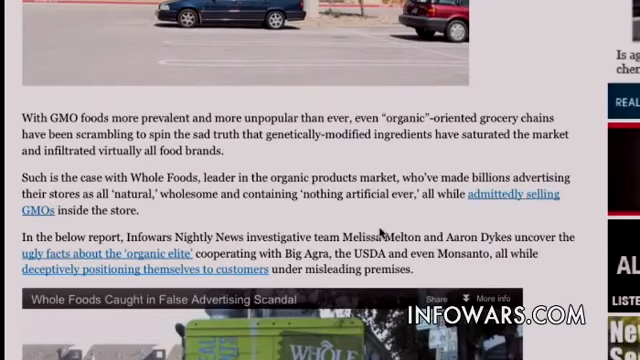 With GMO foods more prevalent and more unpopular than ever, even “organic”-oriented grocery chains
have been scrambling to spin the sad truth that genetically-modified ingredients have saturated the market
and infiltrated virtually all food brands.
Such is the case with Whole Foods, leader in the organic products market, who’ve made billions advertising
their stores as all ‘natural,’ wholesome and containing ‘nothing artificial ever,’ all while admittedly selling
GMOs inside the store.
In the below report, Infowars Nightly News investigative team Melissa Melton and Aaron Dykes uncover the
ugly facts about the ‘organic elite’ cooperating with Big Agra, the USDA and even Monsanto, all while
deceptively positioning themselves to customers under misleading premises.
Whole Foods Caught in False Advertising Scandal
Share
More info
WHOLE
INFOWARS.COM
Is ag
chem
REAL
AL
LISTE
New